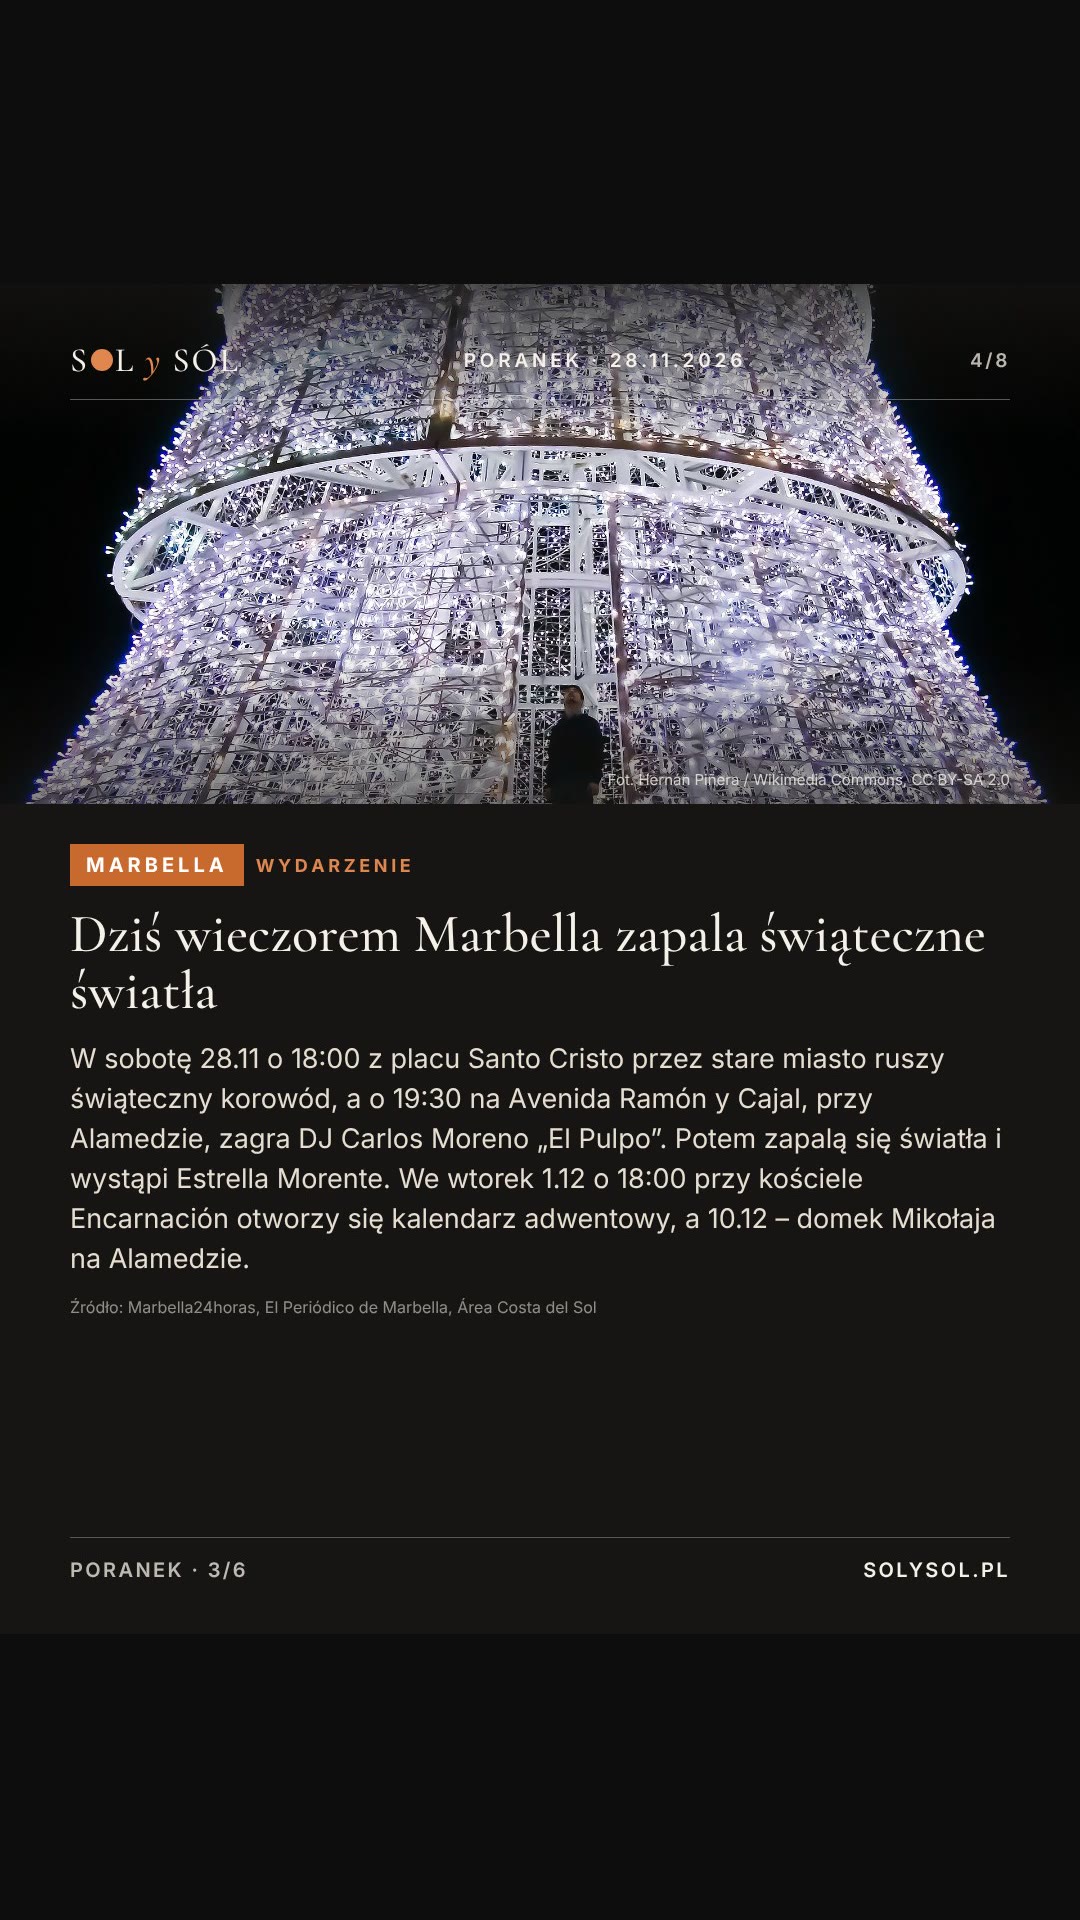 SOL y SÓL
PORANEK · 28.11.2026
4/8
Fot. Hernán Piñera / Wikimedia Commons, CC BY-SA 2.0
MARBELLA
WYDARZENIE
Dziś wieczorem Marbella zapala świąteczne
światła
W sobotę 28.11 o 18:00 z placu Santo Cristo przez stare miasto ruszy
świąteczny korowód, a o 19:30 na Avenida Ramón y Cajal, przy
Alamedzie, zagra DJ Carlos Moreno „El Pulpo”. Potem zapalą się światła i
wystąpi Estrella Morente. We wtorek 1.12 o 18:00 przy kościele
Encarnación otworzy się kalendarz adwentowy, a 10.12 – domek Mikołaja
na Alamedzie.
Źródło: Marbella24horas, El Periódico de Marbella, Área Costa del Sol
PORANEK · 3/6
SOLYSOL.PL